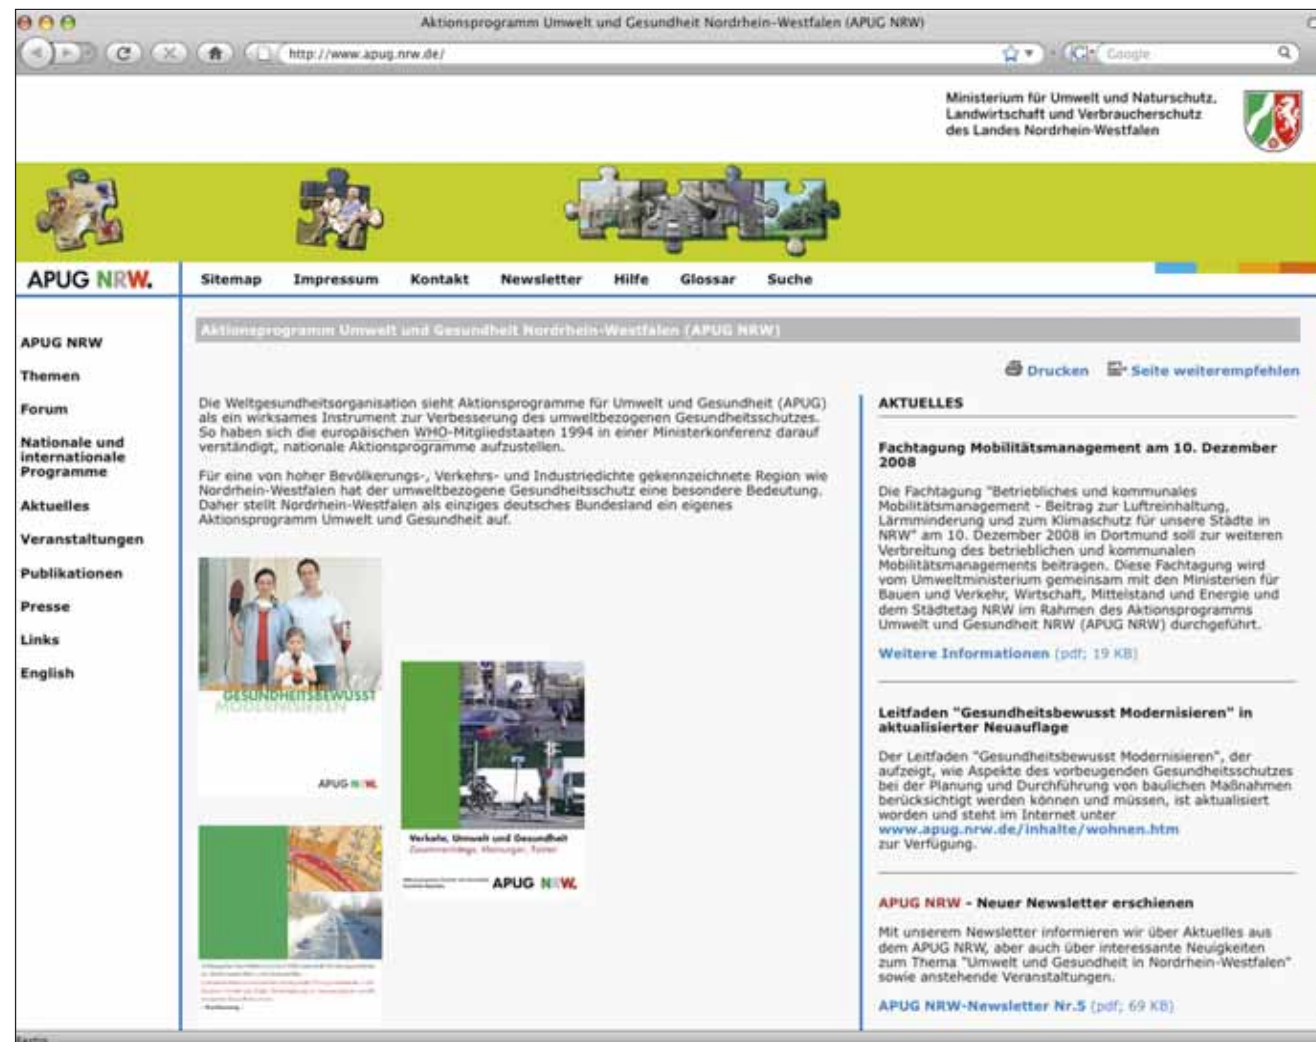 Aktionsprogramm Umwelt und Gesundheit Nordrhein-Westfalen (APUG NRW)
http://www.apug.nrw.de/
Google
Ministerium für Umwelt und Naturschutz,
Landwirtschaft und Verbraucherschutz
des Landes Nordrhein-Westfalen
APUG NRW.
Sitemap Impressum Kontakt Newsletter Hilfe Glossar Suche
APUG NRW
Themen
Forum
Nationale und
internationale
Programme
Aktuelles
Veranstaltungen
Publikationen
Presse
Links
English
Aktionsprogramm Umwelt und Gesundheit Nordrhein-Westfalen (APUG NRW)
Drucken Seite weiterempfehlen
Die Weltgesundheitsorganisation sieht Aktionsprogramme für Umwelt und Gesundheit (APUG)
als ein wirksames Instrument zur Verbesserung des umweltbezogenen Gesundheitsschutzes.
So haben sich die europäischen WHO-Mitgliedstaaten 1994 in einer Ministerkonferenz darauf
verständigt, nationale Aktionsprogramme aufzustellen.
Für eine von hoher Bevölkerungs-, Verkehrs- und Industriedichte gekennzeichnete Region wie
Nordrhein-Westfalen hat der umweltbezogene Gesundheitsschutz eine besondere Bedeutung.
Daher stellt Nordrhein-Westfalen als einziges deutsches Bundesland ein eigenes
Aktionsprogramm Umwelt und Gesundheit auf.
GESUNDHEITSBEWUSST
MODERNISIEREN
APUG NRW.
Verkehr, Umwelt und Gesundheit
APUG NRW.
AKTUELLES
Fachtagung Mobilitätsmanagement am 10. Dezember
2008
Die Fachtagung "Betriebliches und kommunales
Mobilitätsmanagement - Beitrag zur Luftreinhaltung,
Lärmminderung und zum Klimaschutz für unsere Städte in
NRW" am 10. Dezember 2008 in Dortmund soll zur weiteren
Verbreitung des betrieblichen und kommunalen
Mobilitätsmanagements beitragen. Diese Fachtagung wird
vom Umweltministerium gemeinsam mit den Ministerien für
Bauen und Verkehr, Wirtschaft, Mittelstand und Energie und
dem Städtetag NRW im Rahmen des Aktionsprogramms
Umwelt und Gesundheit NRW (APUG NRW) durchgeführt.
Weitere Informationen (pdf; 19 KB)
Leitfaden "Gesundheitsbewusst Modernisieren" in
aktualisierter Neuauflage
Der Leitfaden "Gesundheitsbewusst Modernisieren", der
aufzeigt, wie Aspekte des vorbeugenden Gesundheitsschutzes
bei der Planung und Durchführung von baulichen Maßnahmen
berücksichtigt werden können und müssen, ist aktualisiert
worden und steht im Internet unter
www.apug.nrw.de/inhalte/wohnen.htm
zur Verfügung.
APUG NRW - Neuer Newsletter erschienen
Mit unserem Newsletter informieren wir über Aktuelles aus
dem APUG NRW, aber auch über interessante Neuigkeiten
zum Thema "Umwelt und Gesundheit in Nordrhein-Westfalen"
sowie anstehende Veranstaltungen.
APUG NRW-Newsletter Nr.5 (pdf; 69 KB)